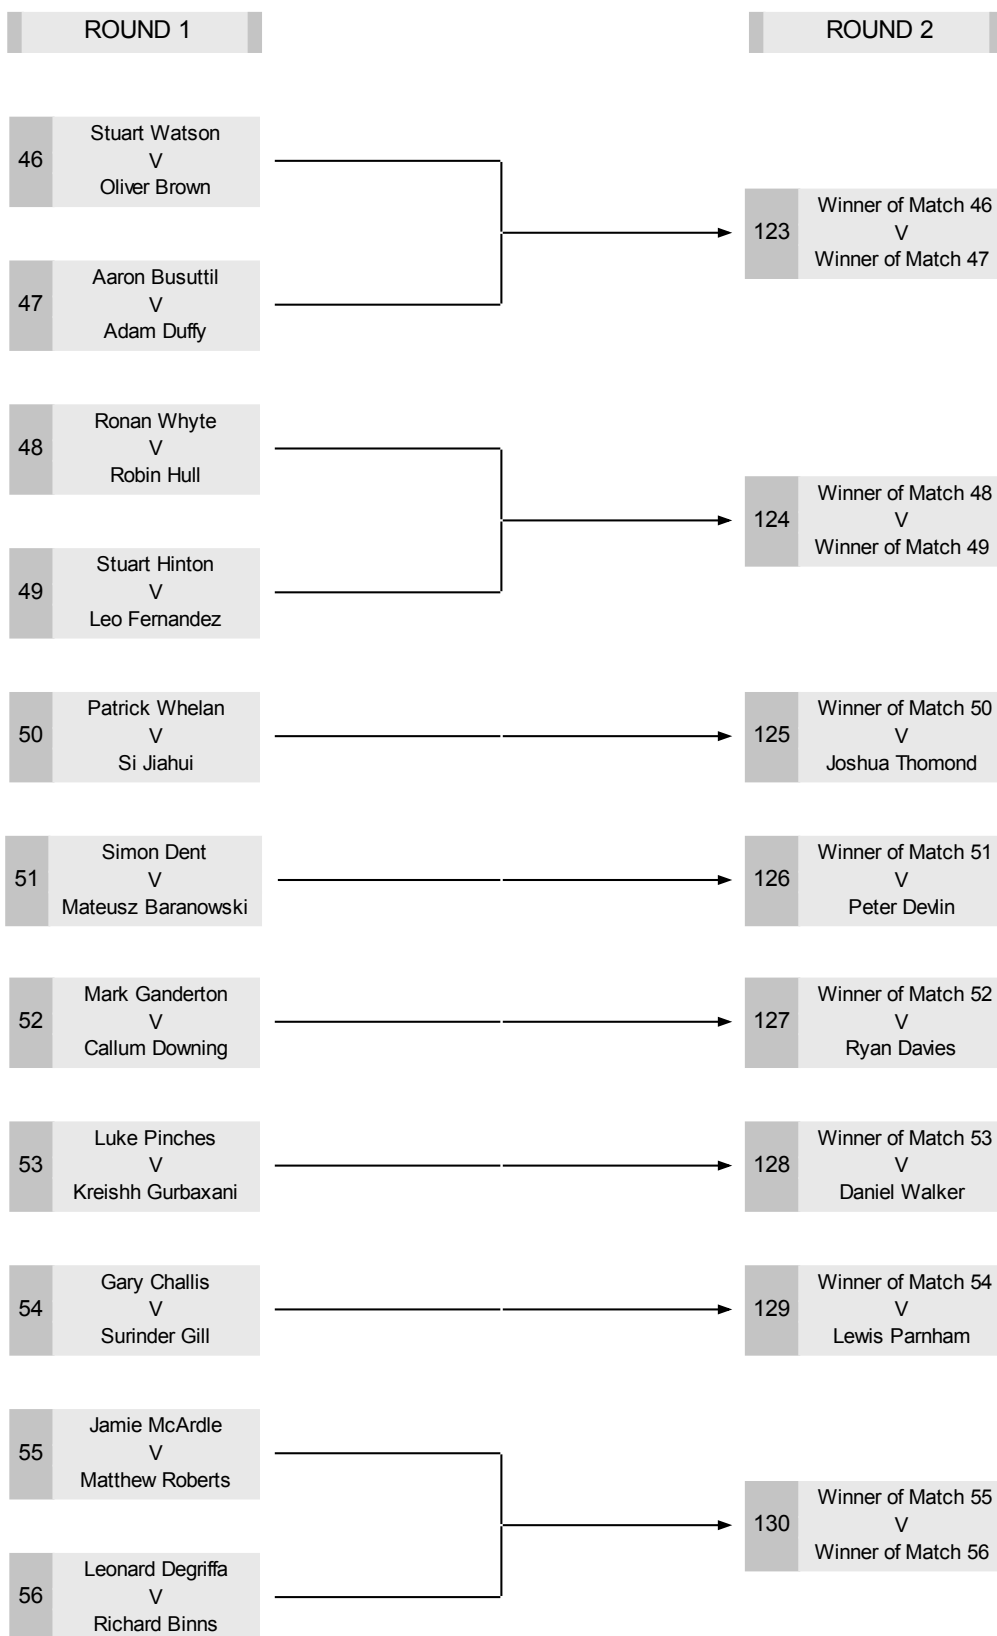 ROUND 1
ROUND 2
46
Stuart Watson
V
Oliver Brown
47
Aaron Busuttil
V
Adam Duffy
123
Winner of Match 46
V
Winner of Match 47
48
Ronan Whyte
V
Robin Hull
49
Stuart Hinton
V
Leo Fernandez
124
Winner of Match 48
V
Winner of Match 49
50
Patrick Whelan
V
Si Jiahui
125
Winner of Match 50
V
Joshua Thomond
51
Simon Dent
V
Mateusz Baranowski
126
Winner of Match 51
V
Peter Devlin
52
Mark Ganderton
V
Callum Downing
127
Winner of Match 52
V
Ryan Davies
53
Luke Pinches
V
Kreishh Gurbaxani
128
Winner of Match 53
V
Daniel Walker
54
Gary Challis
V
Surinder Gill
129
Winner of Match 54
V
Lewis Parnham
55
Jamie McArdle
V
Matthew Roberts
56
Leonard Degriffa
V
Richard Binns
130
Winner of Match 55
V
Winner of Match 56